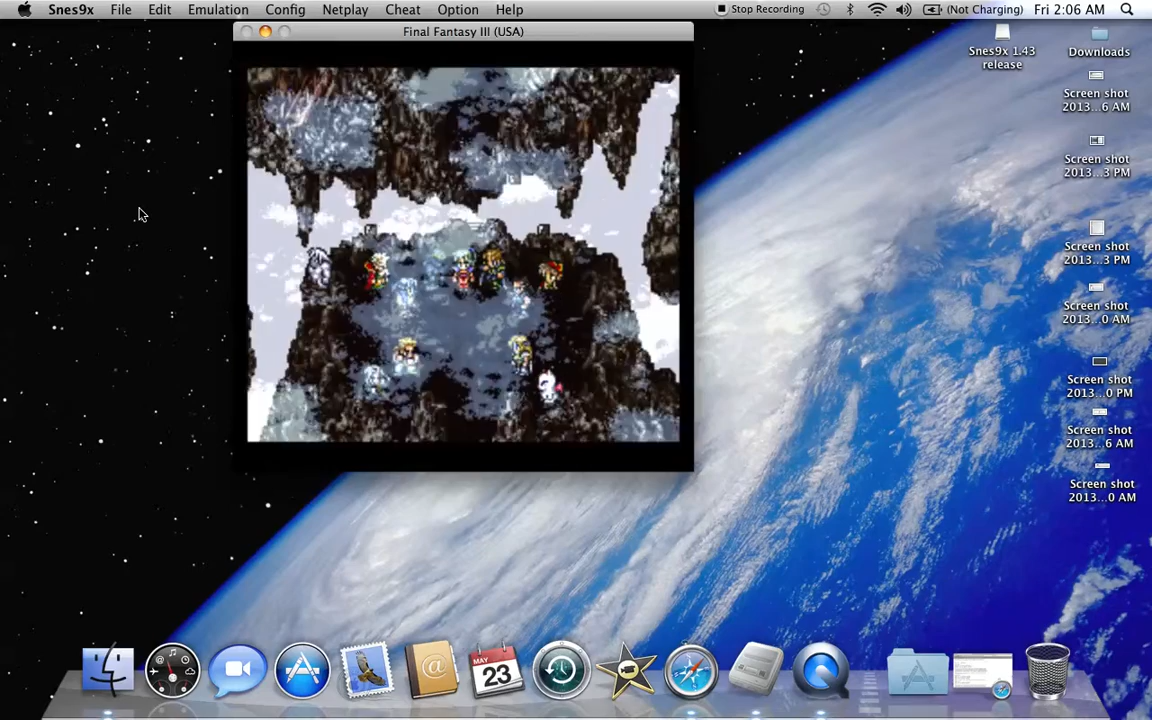 Snes9x File Edit Emulation Config Netplay Cheat Option Help Stop Recording (Not Charging) Fri 2:06 AM
Final Fantasy III (USA)
Snes9x 1.43
release
Downloads
Screen shot
2013...6 AM
Screen shot
2013...3 PM
Screen shot
2013...3 PM
Screen shot
2013...0 AM
Screen shot
2013...0 PM
Screen shot
2013...6 AM
Screen shot
2013...0 AM
MAY
23